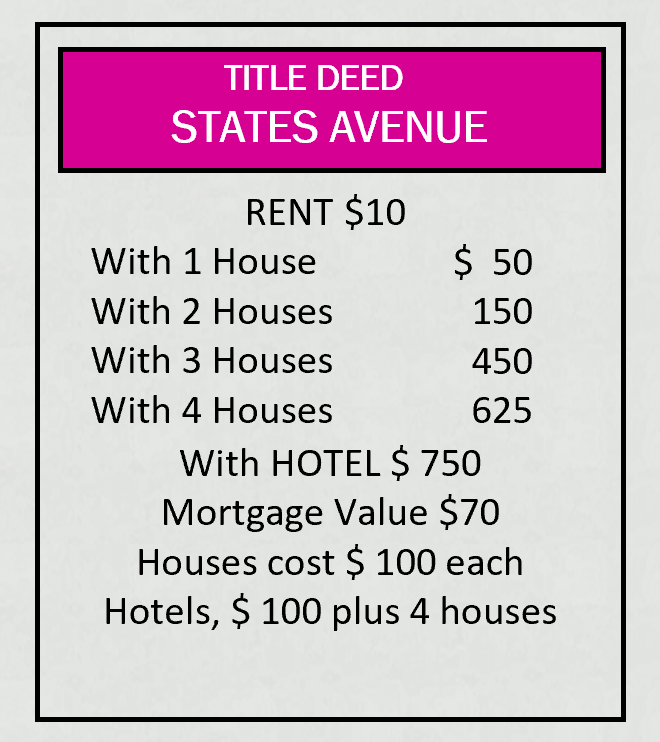 TITLE DEED
STATES AVENUE
RENT $10
With 1 House $ 50
With 2 Houses 150
With 3 Houses 450
With 4 Houses 625
With HOTEL $ 750
Mortgage Value $70
Houses cost $ 100 each
Hotels, $ 100 plus 4 houses